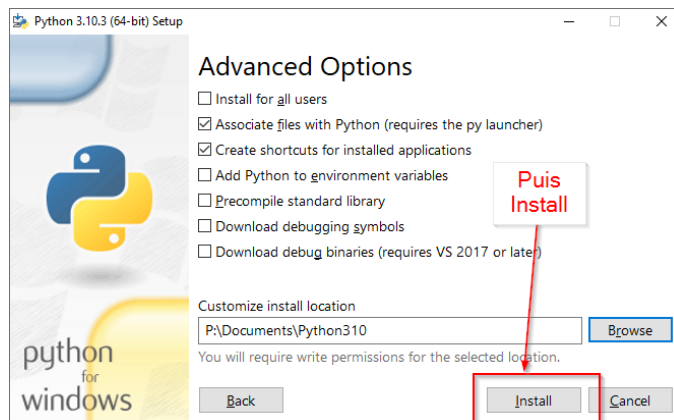 Python 3.10.3 (64-bit) Setup
Advanced Options
Install for all users
Associate files with Python (requires the py launcher)
Create shortcuts for installed applications
Add Python to environment variables
Precompile standard library
Download debugging symbols
Download debug binaries (requires VS 2017 or later)
Puis
Install
Customize install location
P:\Documents\Python310
Browse
You will require write permissions for the selected location.
python
for
windows
Back
Install
Cancel